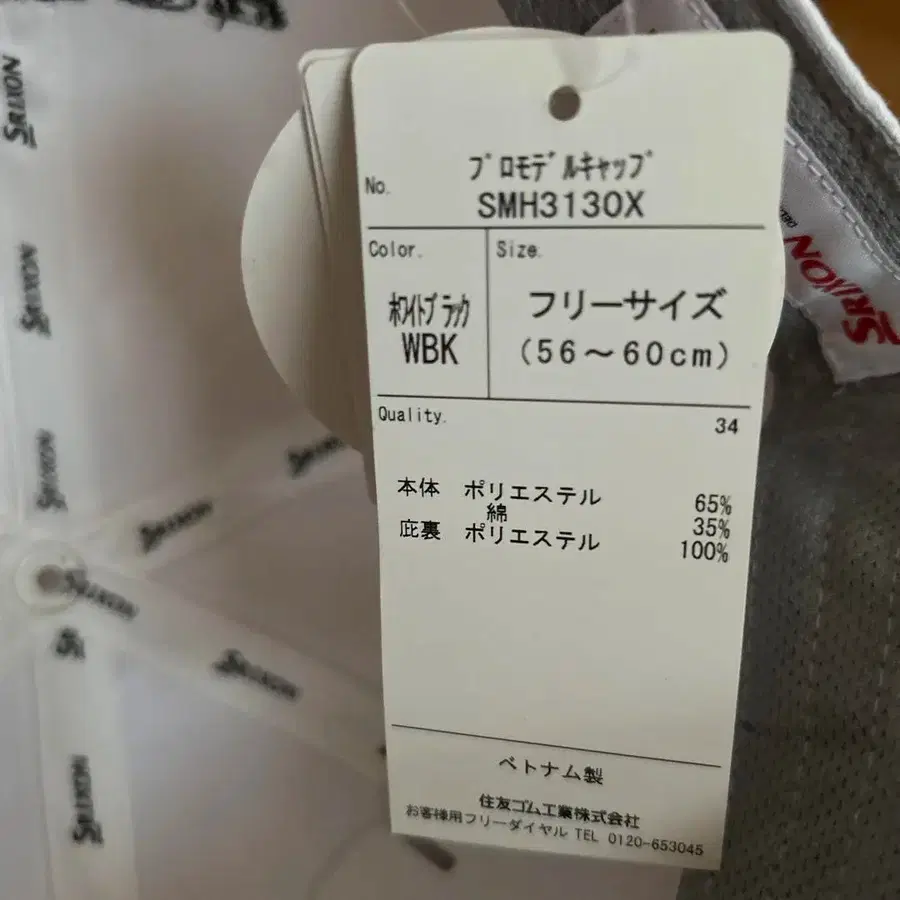 プロモデルキャップ
No. SMH3130X
Color. Size.
ホワイトブラック フリーサイズ
WBK (56～60cm)
Quality. 34
本体 ポリエステル 65%
綿 35%
庇裏 ポリエステル 100%
ベトナム製
住友ゴム工業株式会社
お客様用フリーダイヤル TEL 0120-653045
SRIXON
SRIXON
SRIXON
SRIXON
SRIXON
SRIXON
SRIXON
SRIXON